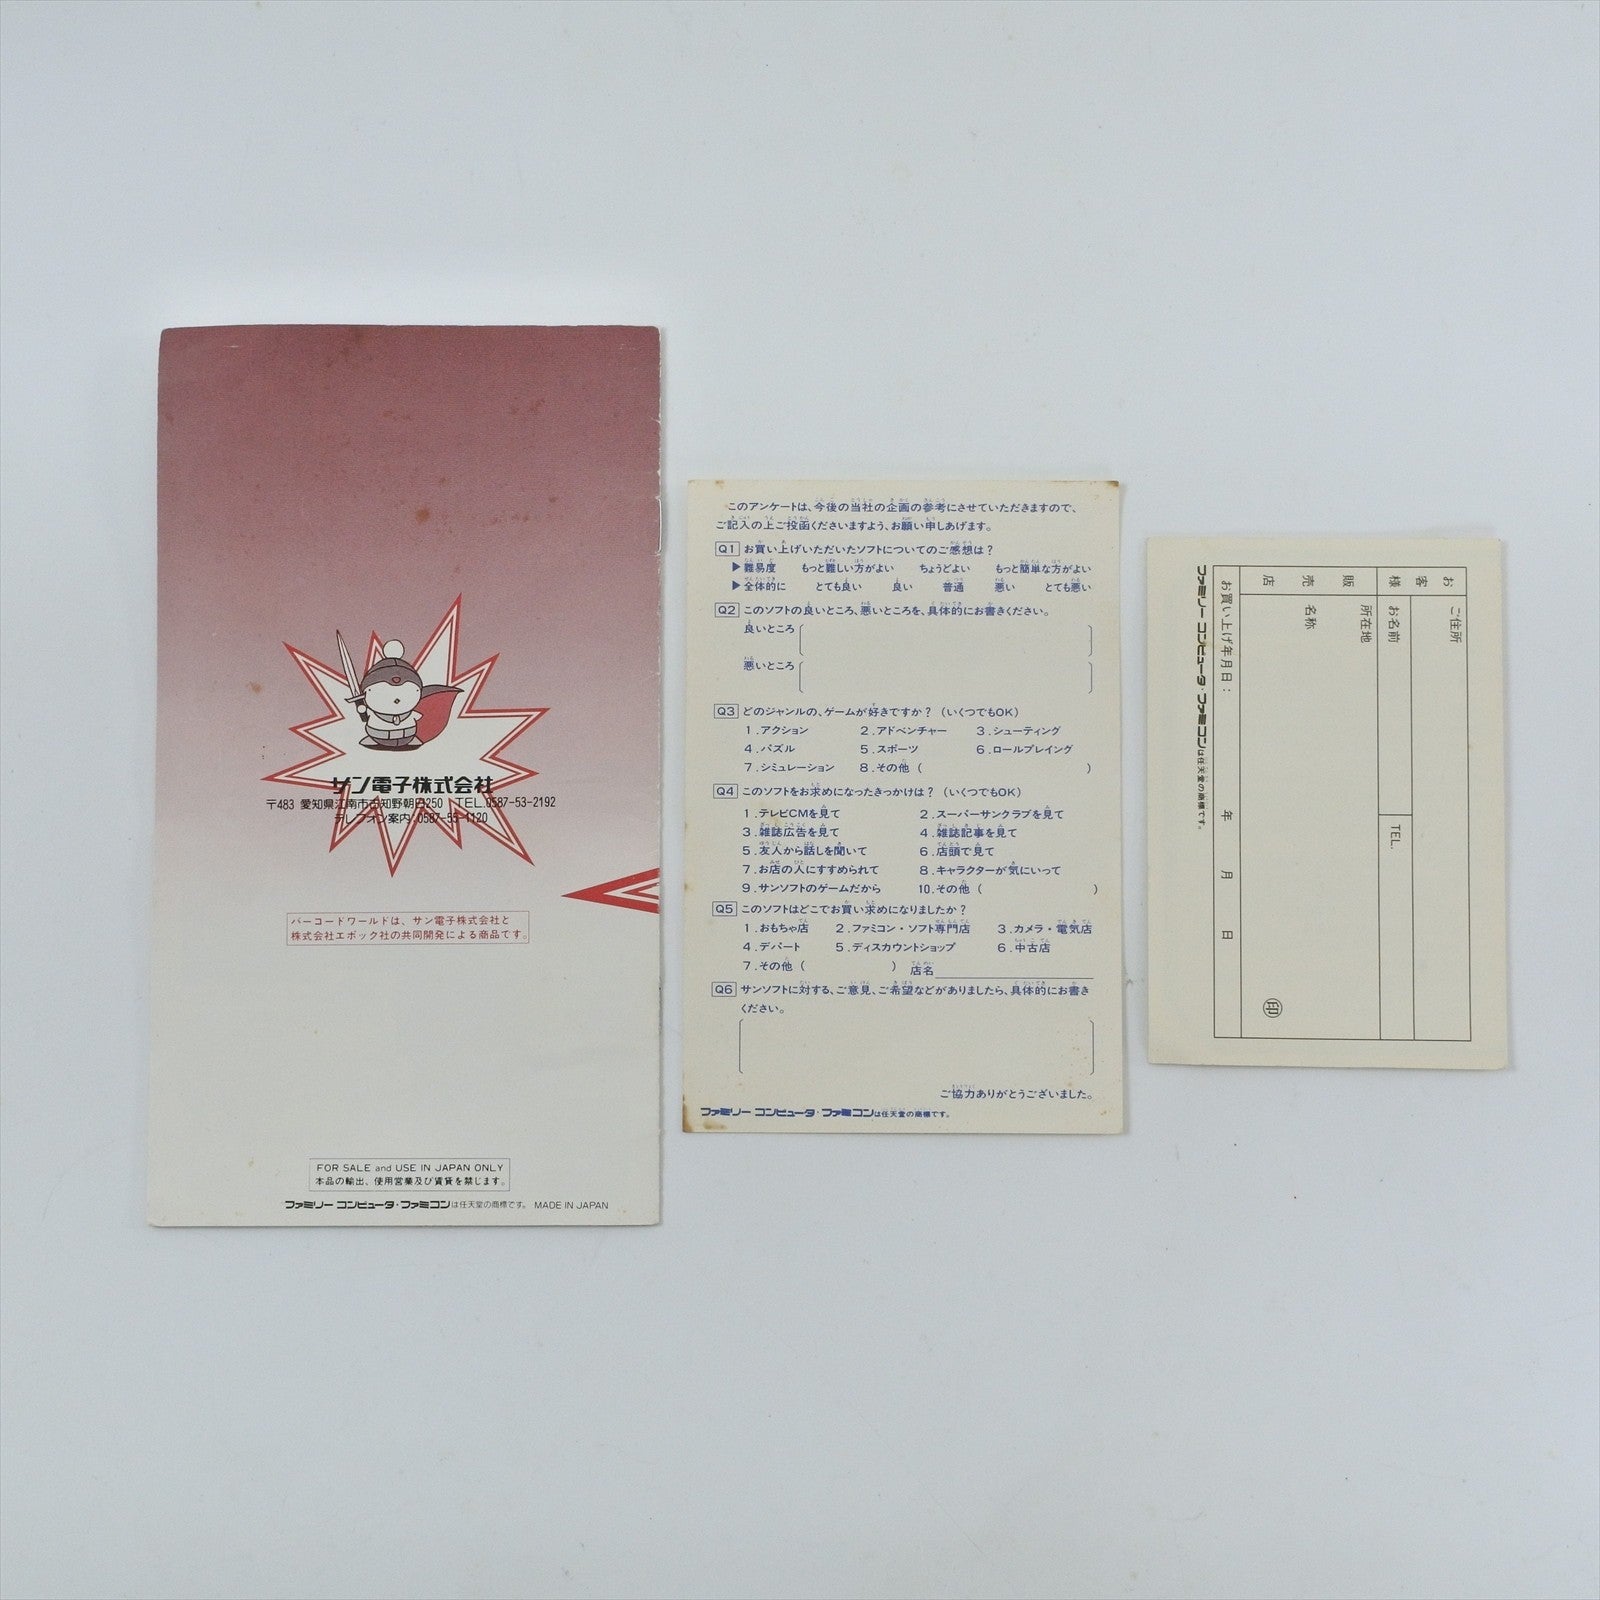 サン電子株式会社
〒483 愛知県江南市古知野朝日250 TEL.0587-53-2192
テレフォン案内 0587-55-1120
バーコードワールドは、サン電子株式会社と
株式会社エポック社の共同開発による商品です。
FOR SALE and USE IN JAPAN ONLY
本品の輸出、使用営業及び賃貸を禁じます。
ファミリーコンピュータ・ファミコンは任天堂の商標です。 MADE IN JAPAN
このアンケートは、今後の当社の企画の参考にさせていただきますので、
ご記入の上ご投函くださいますよう、お願い申しあげます。
Q1 お買い上げいただいたソフトについてのご感想は?
▶難易度 もっと難しい方がよい ちょうどよい もっと簡単な方がよい
▶全体的に とても良い 良い 普通 悪い とても悪い
Q2 このソフトの良いところ、悪いところを、具体的にお書きください。
良いところ
悪いところ
Q3 どのジャンルの、ゲームが好きですか?(いくつでもOK)
1.アクション 2.アドベンチャー 3.シューティング
4.パズル 5.スポーツ 6.ロールプレイング
7.シミュレーション 8.その他( )
Q4 このソフトをお求めになったきっかけは?(いくつでもOK)
1.テレビCMを見て 2.スーパーサンクラブを見て
3.雑誌広告を見て 4.雑誌記事を見て
5.友人から話しを聞いて 6.店頭で見て
7.お店の人にすすめられて 8.キャラクターが気にいって
9.サンソフトのゲームだから 10.その他( )
Q5 このソフトはどこでお買い求めになりましたか?
1.おもちゃ店 2.ファミコン・ソフト専門店 3.カメラ・電気店
4.デパート 5.ディスカウントショップ 6.中古店
7.その他( ) 店名
Q6 サンソフトに対する、ご意見、ご希望などがありましたら、具体的にお書き
ください。
ご協力ありがとうございました。
ファミリーコンピュータ・ファミコンは任天堂の商標です。
お客様
ご住所
お名前
TEL.
販売店
所在地
名称
㊞
お買い上げ年月日: 年 月 日
ファミリーコンピュータ・ファミコンは任天堂の商標です。